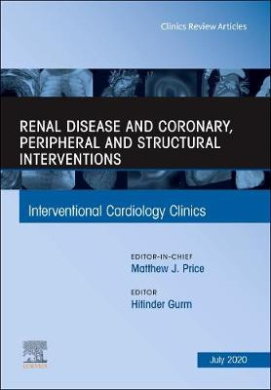 Clinics Review Articles
RENAL DISEASE AND CORONARY,
PERIPHERAL AND STRUCTURAL
INTERVENTIONS
Interventional Cardiology Clinics
EDITOR-IN-CHIEF
Matthew J. Price
EDITOR
Hitinder Gurm
ELSEVIER
July 2020